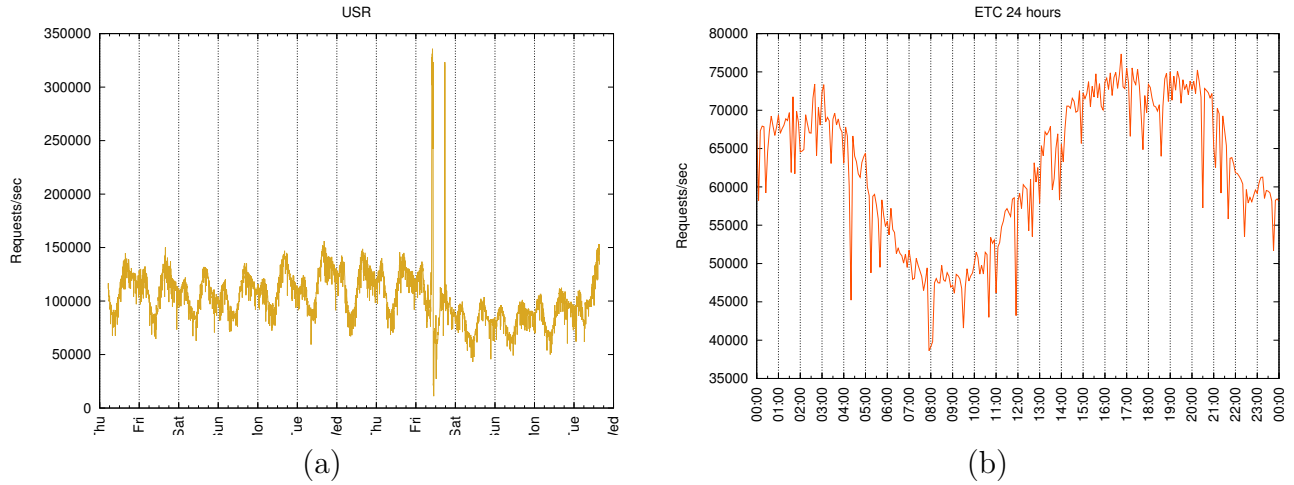 USR
Requests/sec
350000
300000
250000
200000
150000
100000
50000
0
Thu
Fri
Sat
Sun
Mon
Tue
Wed
Thu
Fri
Sat
Sun
Mon
Tue
Wed
(a)
ETC 24 hours
Requests/sec
80000
75000
70000
65000
60000
55000
50000
45000
40000
35000
00:00
01:00
02:00
03:00
04:00
05:00
06:00
07:00
08:00
09:00
10:00
11:00
12:00
13:00
14:00
15:00
16:00
17:00
18:00
19:00
20:00
21:00
22:00
23:00
00:00
(b)